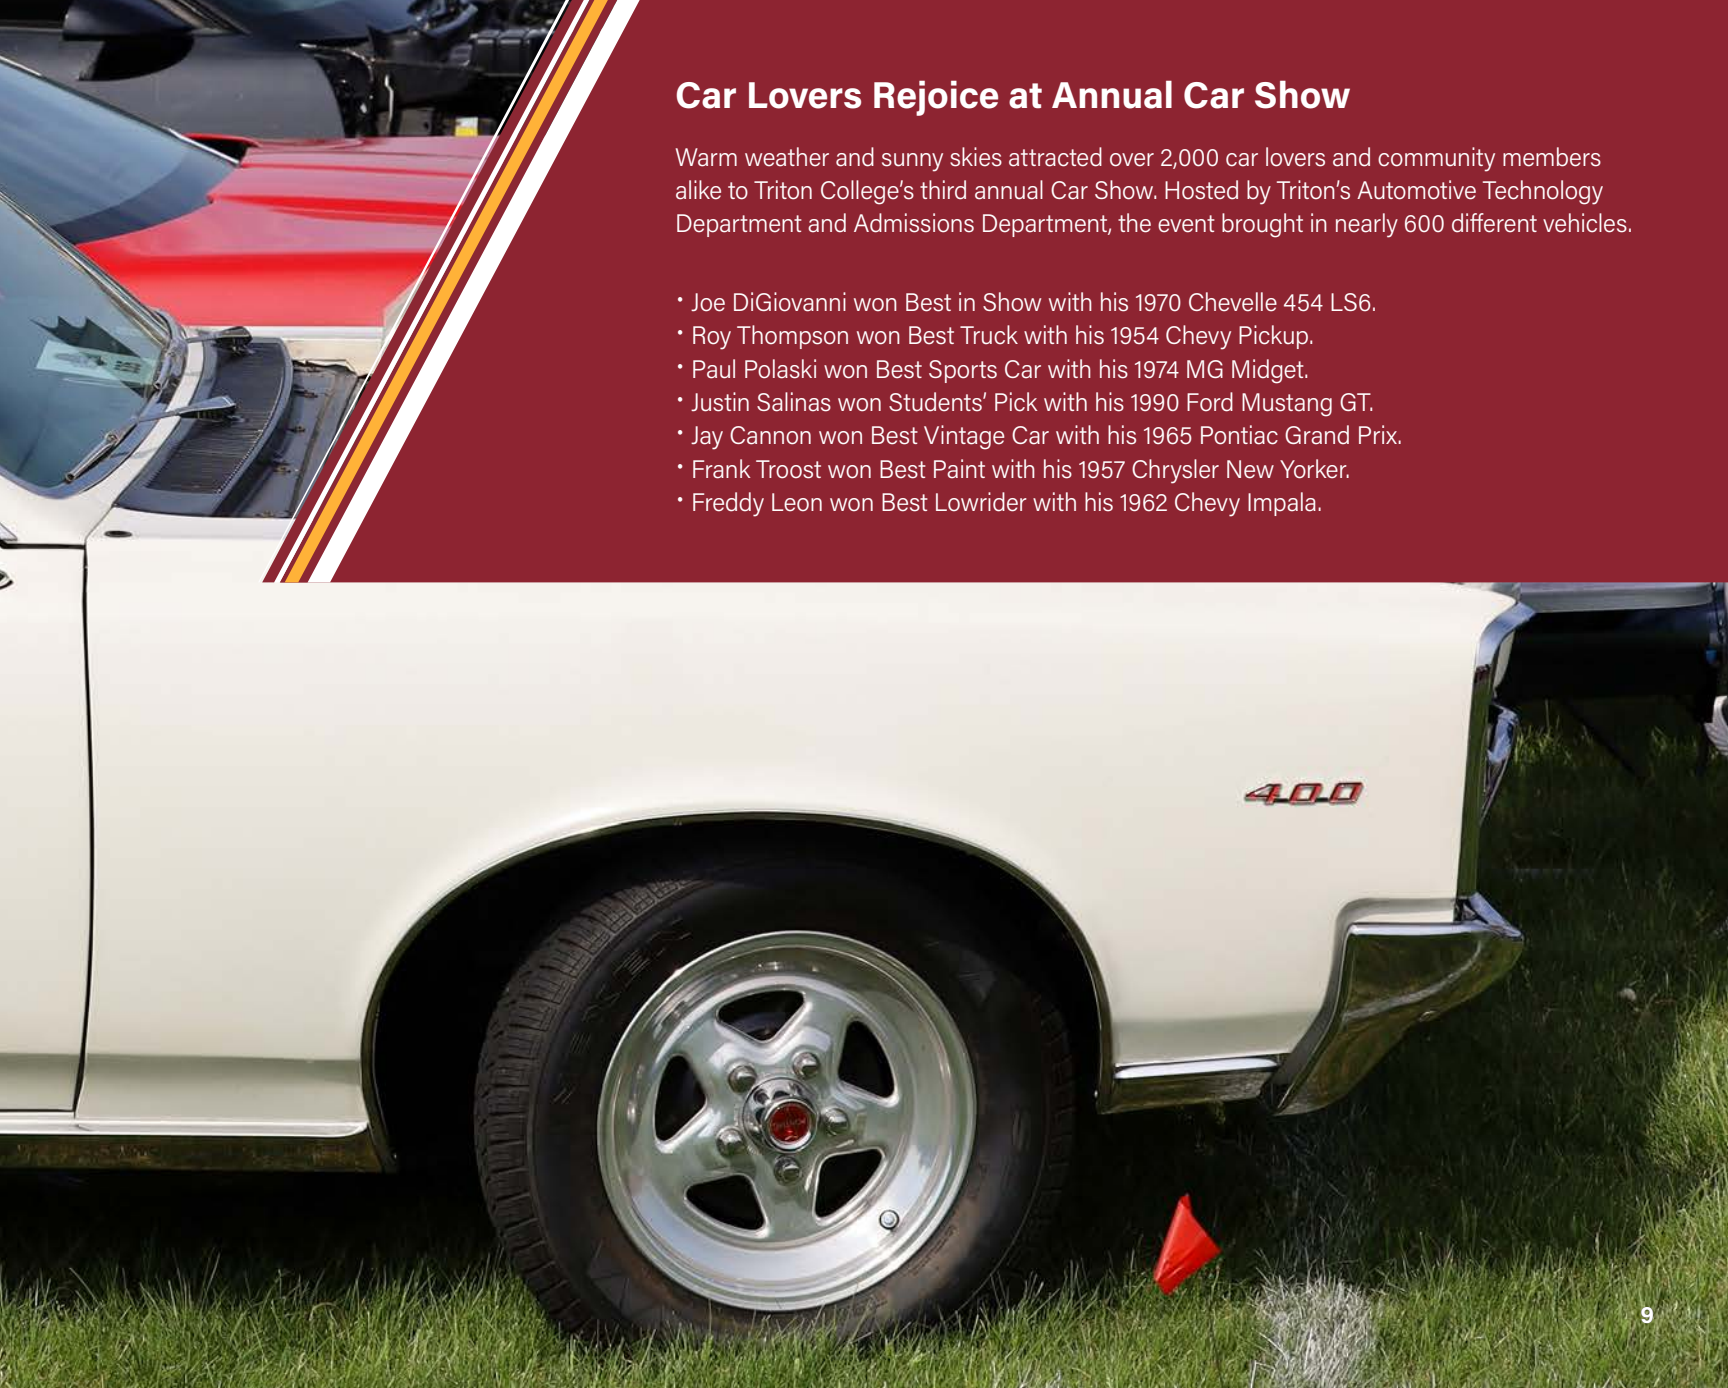 Car Lovers Rejoice at Annual Car Show
Warm weather and sunny skies attracted over 2,000 car lovers and community members
alike to Triton College’s third annual Car Show. Hosted by Triton’s Automotive Technology
Department and Admissions Department, the event brought in nearly 600 different vehicles.
• Joe DiGiovanni won Best in Show with his 1970 Chevelle 454 LS6.
• Roy Thompson won Best Truck with his 1954 Chevy Pickup.
• Paul Polaski won Best Sports Car with his 1974 MG Midget.
• Justin Salinas won Students’ Pick with his 1990 Ford Mustang GT.
• Jay Cannon won Best Vintage Car with his 1965 Pontiac Grand Prix.
• Frank Troost won Best Paint with his 1957 Chrysler New Yorker.
• Freddy Leon won Best Lowrider with his 1962 Chevy Impala.
400
9